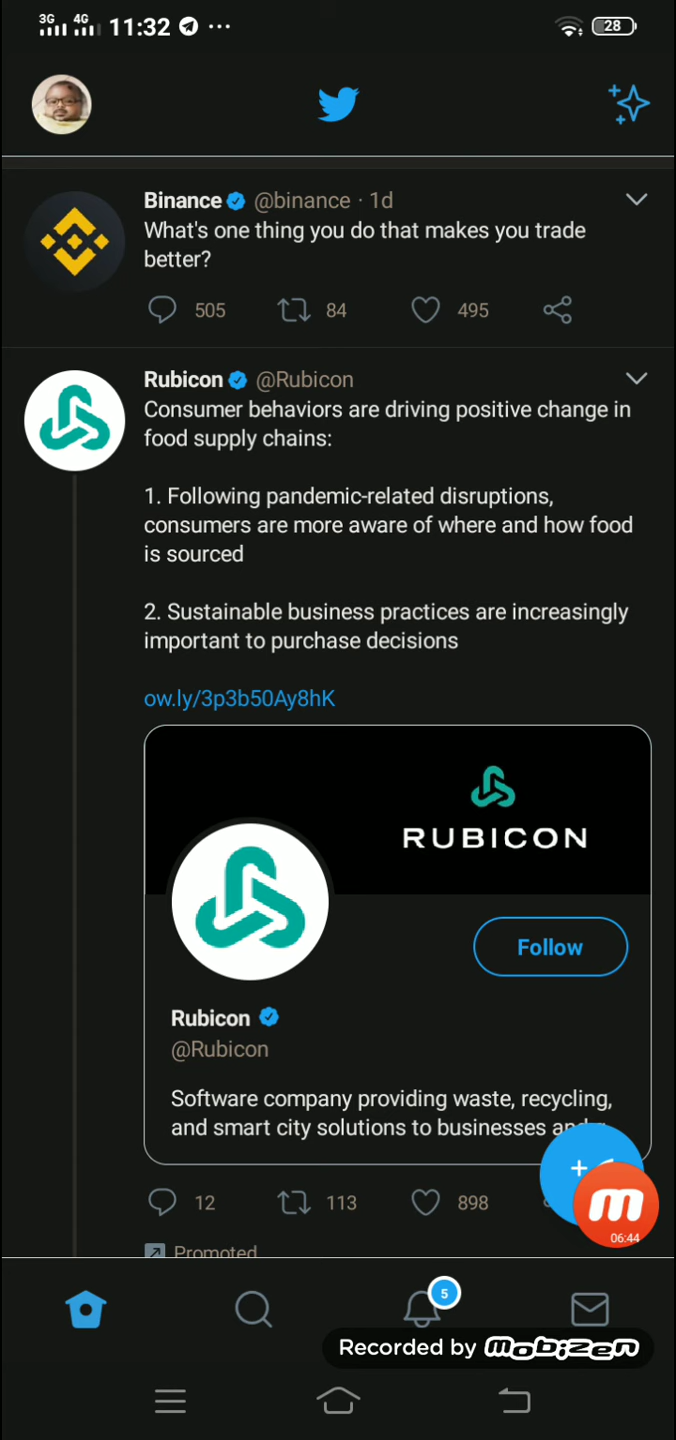 3G 4G 11:32 ··· 28
Binance @binance · 1d
What's one thing you do that makes you trade
better?
505 84 495
Rubicon @Rubicon
Consumer behaviors are driving positive change in
food supply chains:
1. Following pandemic-related disruptions,
consumers are more aware of where and how food
is sourced
2. Sustainable business practices are increasingly
important to purchase decisions
ow.ly/3p3b50Ay8hK
RUBICON
Follow
Rubicon
@Rubicon
Software company providing waste, recycling,
and smart city solutions to businesses and
12 113 898
m
06:44
Promoted
5
Recorded by mobizen